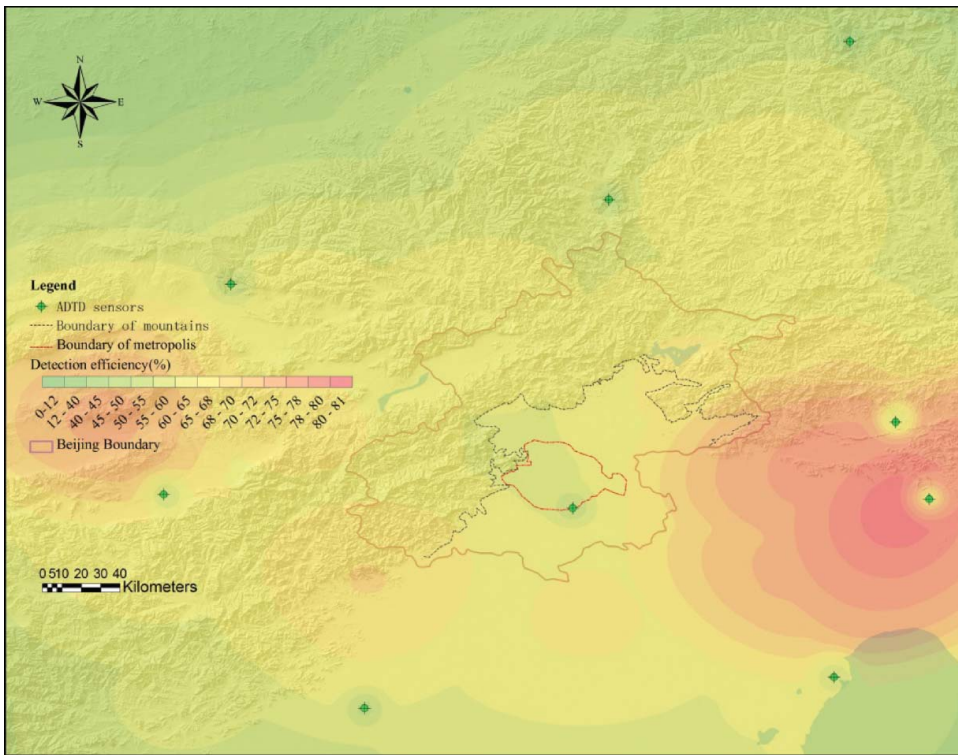 N
W E
S
Legend
ADTD sensors
Boundary of mountains
Boundary of metropolis
Detection efficiency(%)
0-12
12 - 40
40 - 45
45 - 50
50 - 55
55 - 60
60 - 65
65 - 68
68 - 70
70 - 72
72 - 75
75 - 78
78 - 80
80 - 81
Beijing Boundary
0 510 20 30 40
Kilometers